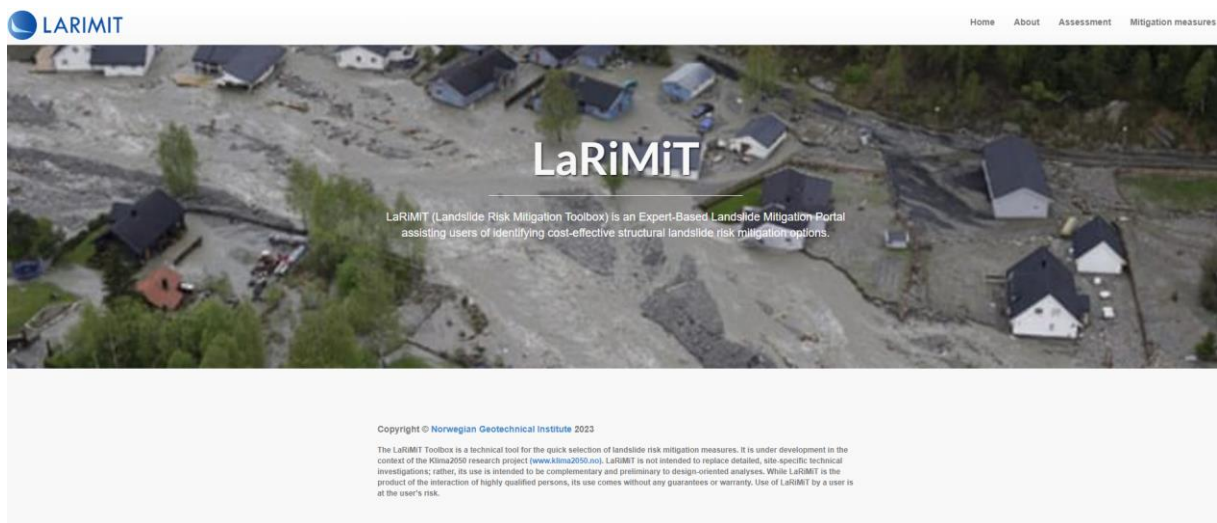 LARIMIT
Home About Assessment Mitigation measures
LaRiMiT
LaRiMiT (Landslide Risk Mitigation Toolbox) is an Expert-Based Landslide Mitigation Portal
assisting users of identifying cost-effective structural landslide risk mitigation options.
Copyright © Norwegian Geotechnical Institute 2023
The LaRiMiT Toolbox is a technical tool for the quick selection of landslide risk mitigation measures. It is under development in the
context of the Klima2050 research project (www.klima2050.no). LaRiMiT is not intended to replace detailed, site-specific technical
investigations; rather, its use is intended to be complementary and preliminary to design-oriented analyses. While LaRiMiT is the
product of the interaction of highly qualified persons, its use comes without any guarantees or warranty. Use of LaRiMiT by a user is
at the user's risk.